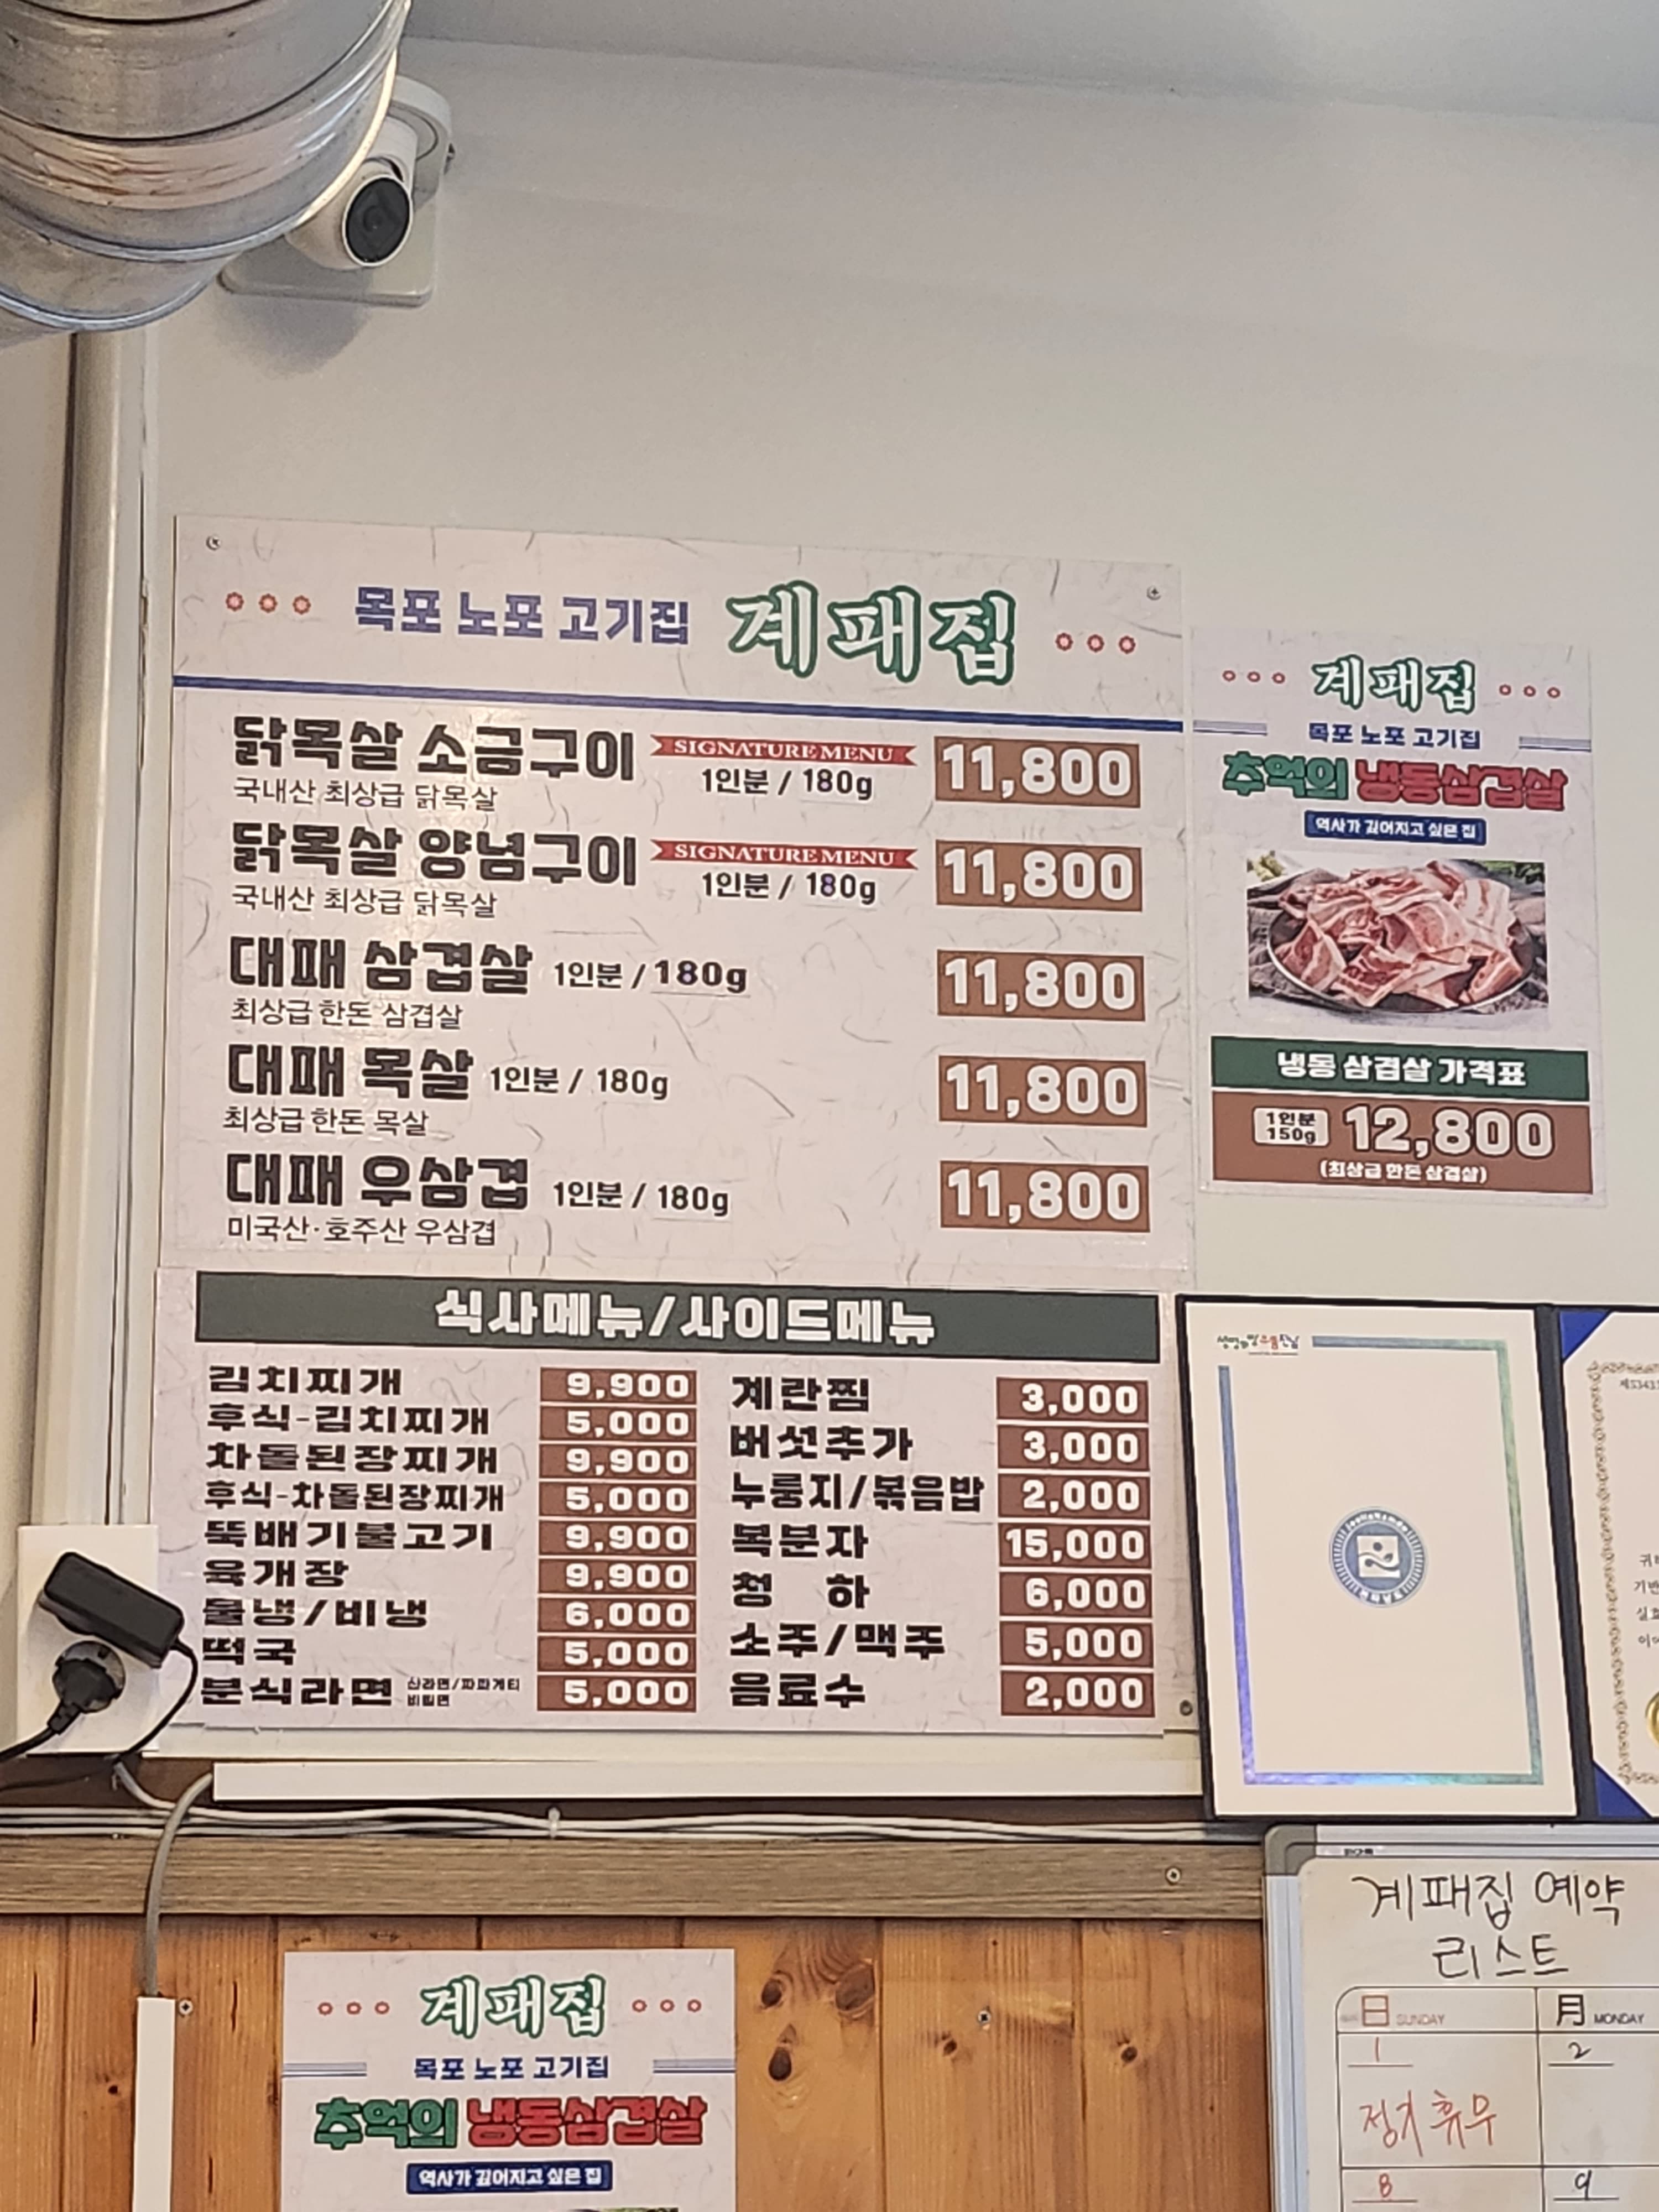 목포 노포 고기집 계패집
닭목살 소금구이 SIGNATURE MENU 1인분 / 180g 11,800
국내산 최상급 닭목살
닭목살 양념구이 SIGNATURE MENU 1인분 / 180g 11,800
국내산 최상급 닭목살
대패 삼겹살 1인분 / 180g 11,800
최상급 한돈 삼겹살
대패 목살 1인분 / 180g 11,800
최상급 한돈 목살
대패 우삼겹 1인분 / 180g 11,800
미국산·호주산 우삼겹
식사메뉴/사이드메뉴
김치찌개 9,900
후식-김치찌개 5,000
차돌된장찌개 9,900
후식-차돌된장찌개 5,000
뚝배기불고기 9,900
육개장 9,900
물냉/비냉 6,000
떡국 5,000
분식라면 신라면/짜파게티 비빔면 5,000
계란찜 3,000
버섯추가 3,000
누룽지/볶음밥 2,000
복분자 15,000
청 하 6,000
소주/맥주 5,000
음료수 2,000
계패집
목포 노포 고기집
추억의 냉동삼겹살
역사가 깊어지고 싶은 집
냉동 삼겹살 가격표
1인분 150g 12,800
(최상급 한돈 삼겹살)
계패집 예약
리스트
日 SUNDAY 月 MONDAY
1 2
정기휴무
8 9
계패집
목포 노포 고기집
추억의 냉동삼겹살
역사가 깊어지고 싶은 집